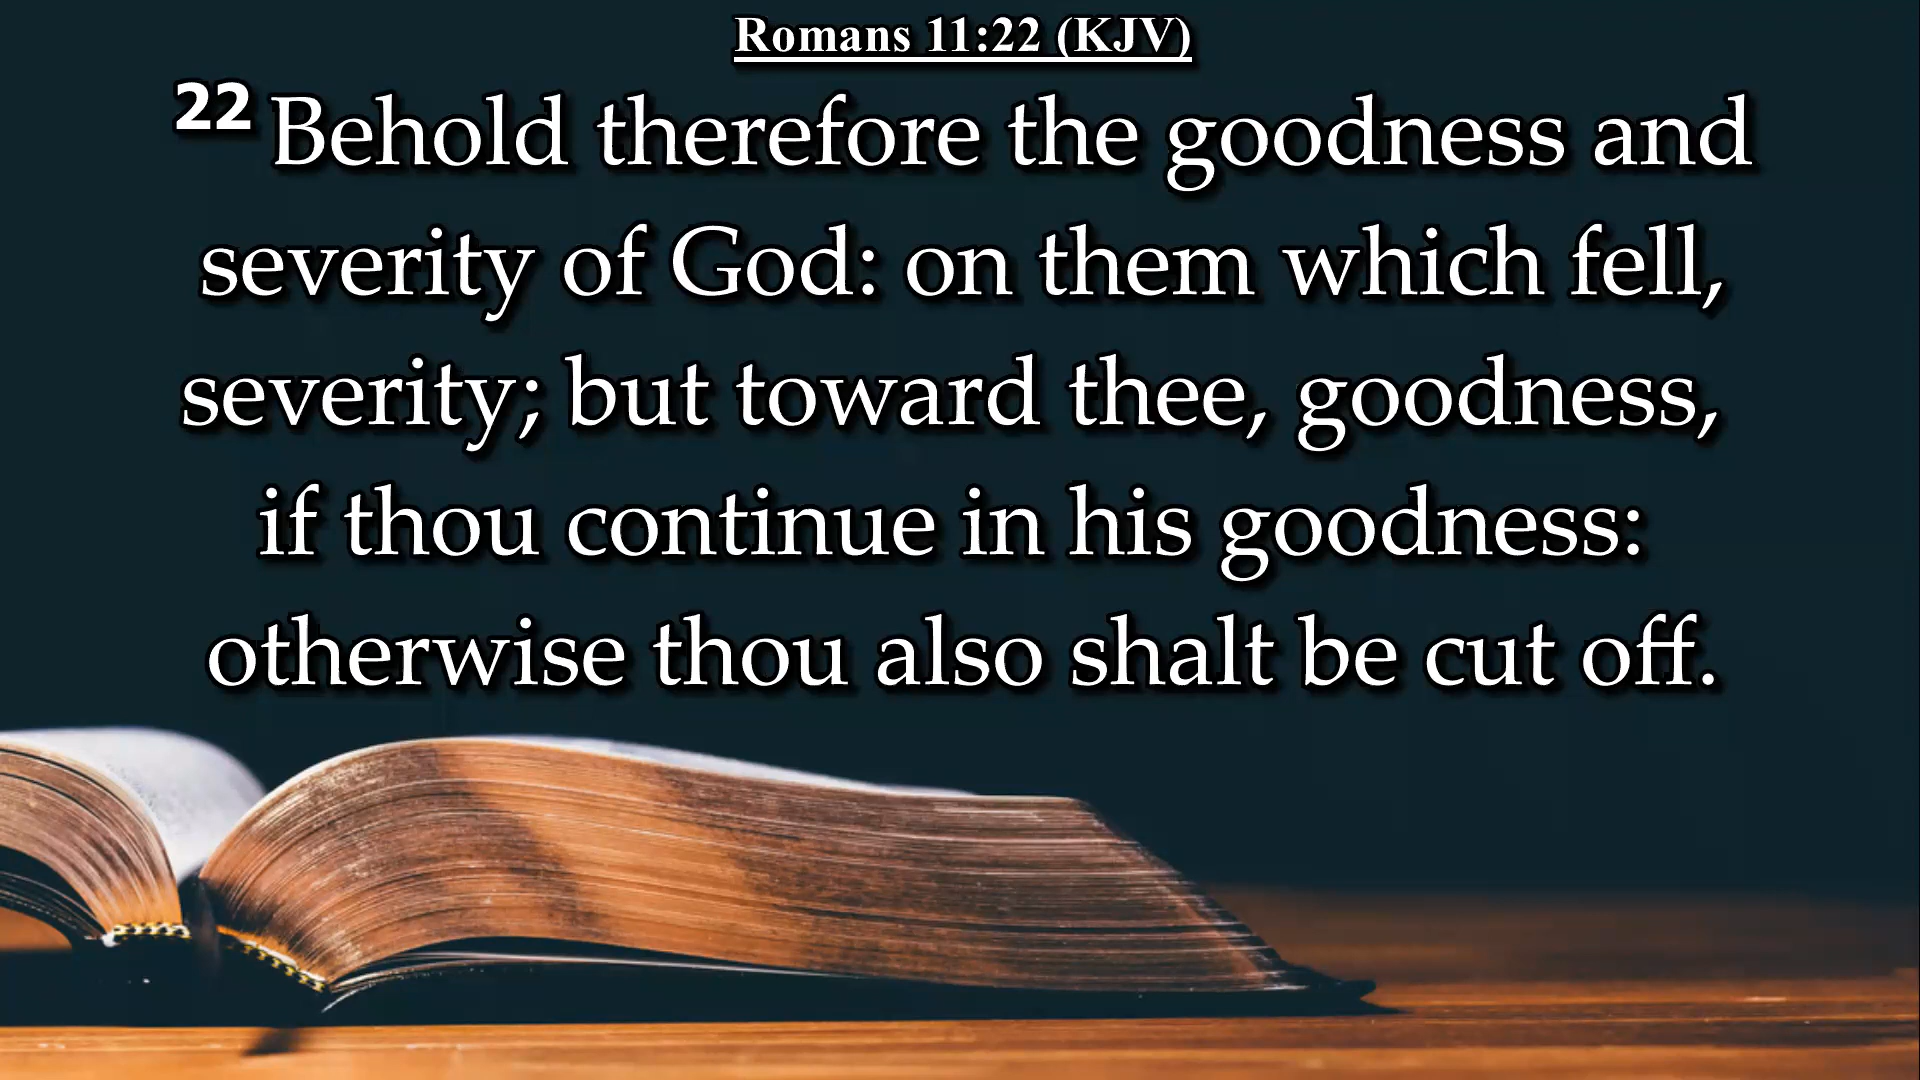 Romans 11:22 (KJV)
22 Behold therefore the goodness and
severity of God: on them which fell,
severity; but toward thee, goodness,
if thou continue in his goodness:
otherwise thou also shalt be cut off.